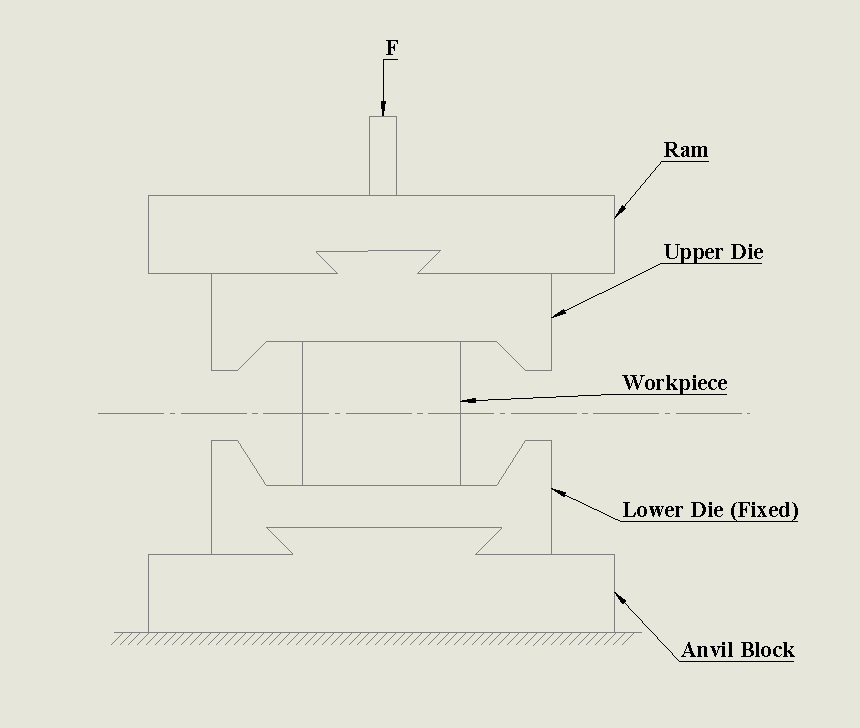 F
Ram
Upper Die
Workpiece
Lower Die (Fixed)
Anvil Block